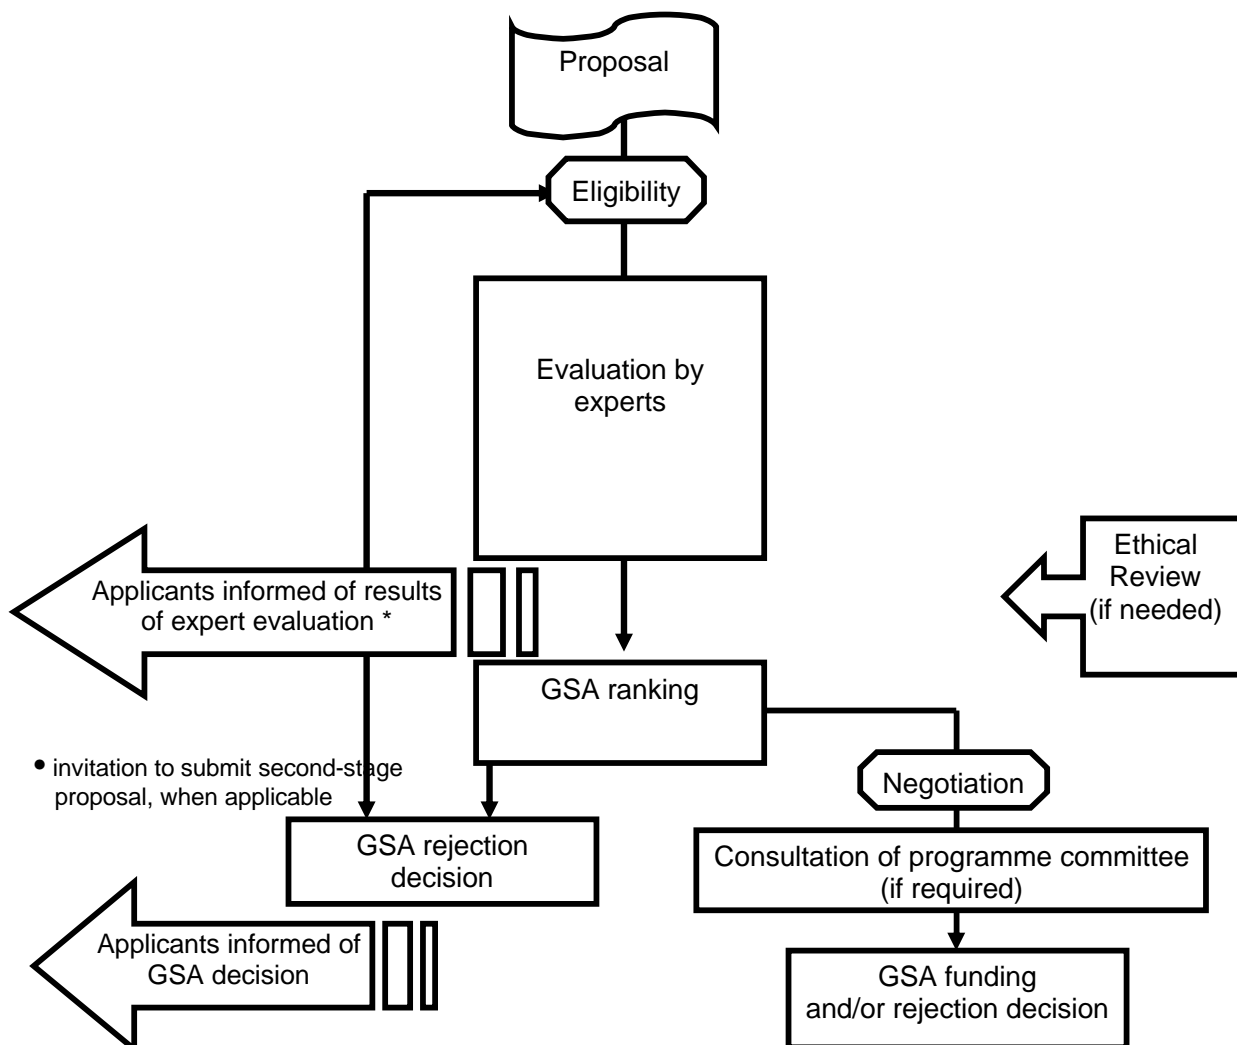 Proposal
Eligibility
Evaluation by
experts
Applicants informed of results
of expert evaluation *
Ethical
Review
(if needed)
GSA ranking
• invitation to submit second-stage
proposal, when applicable
Negotiation
GSA rejection
decision
Consultation of programme committee
(if required)
Applicants informed of
GSA decision
GSA funding
and/or rejection decision